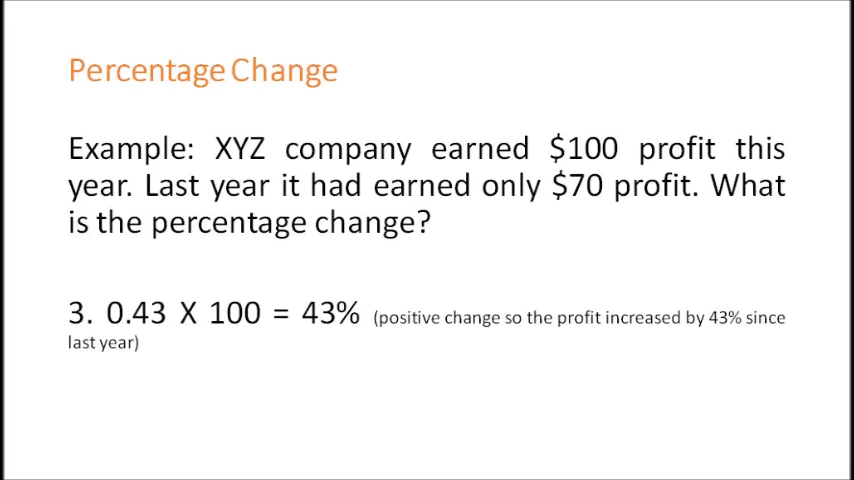 Percentage Change
Example: XYZ company earned $100 profit this
year. Last year it had earned only $70 profit. What
is the percentage change?
3. 0.43 X 100 = 43% (positive change so the profit increased by 43% since
last year)